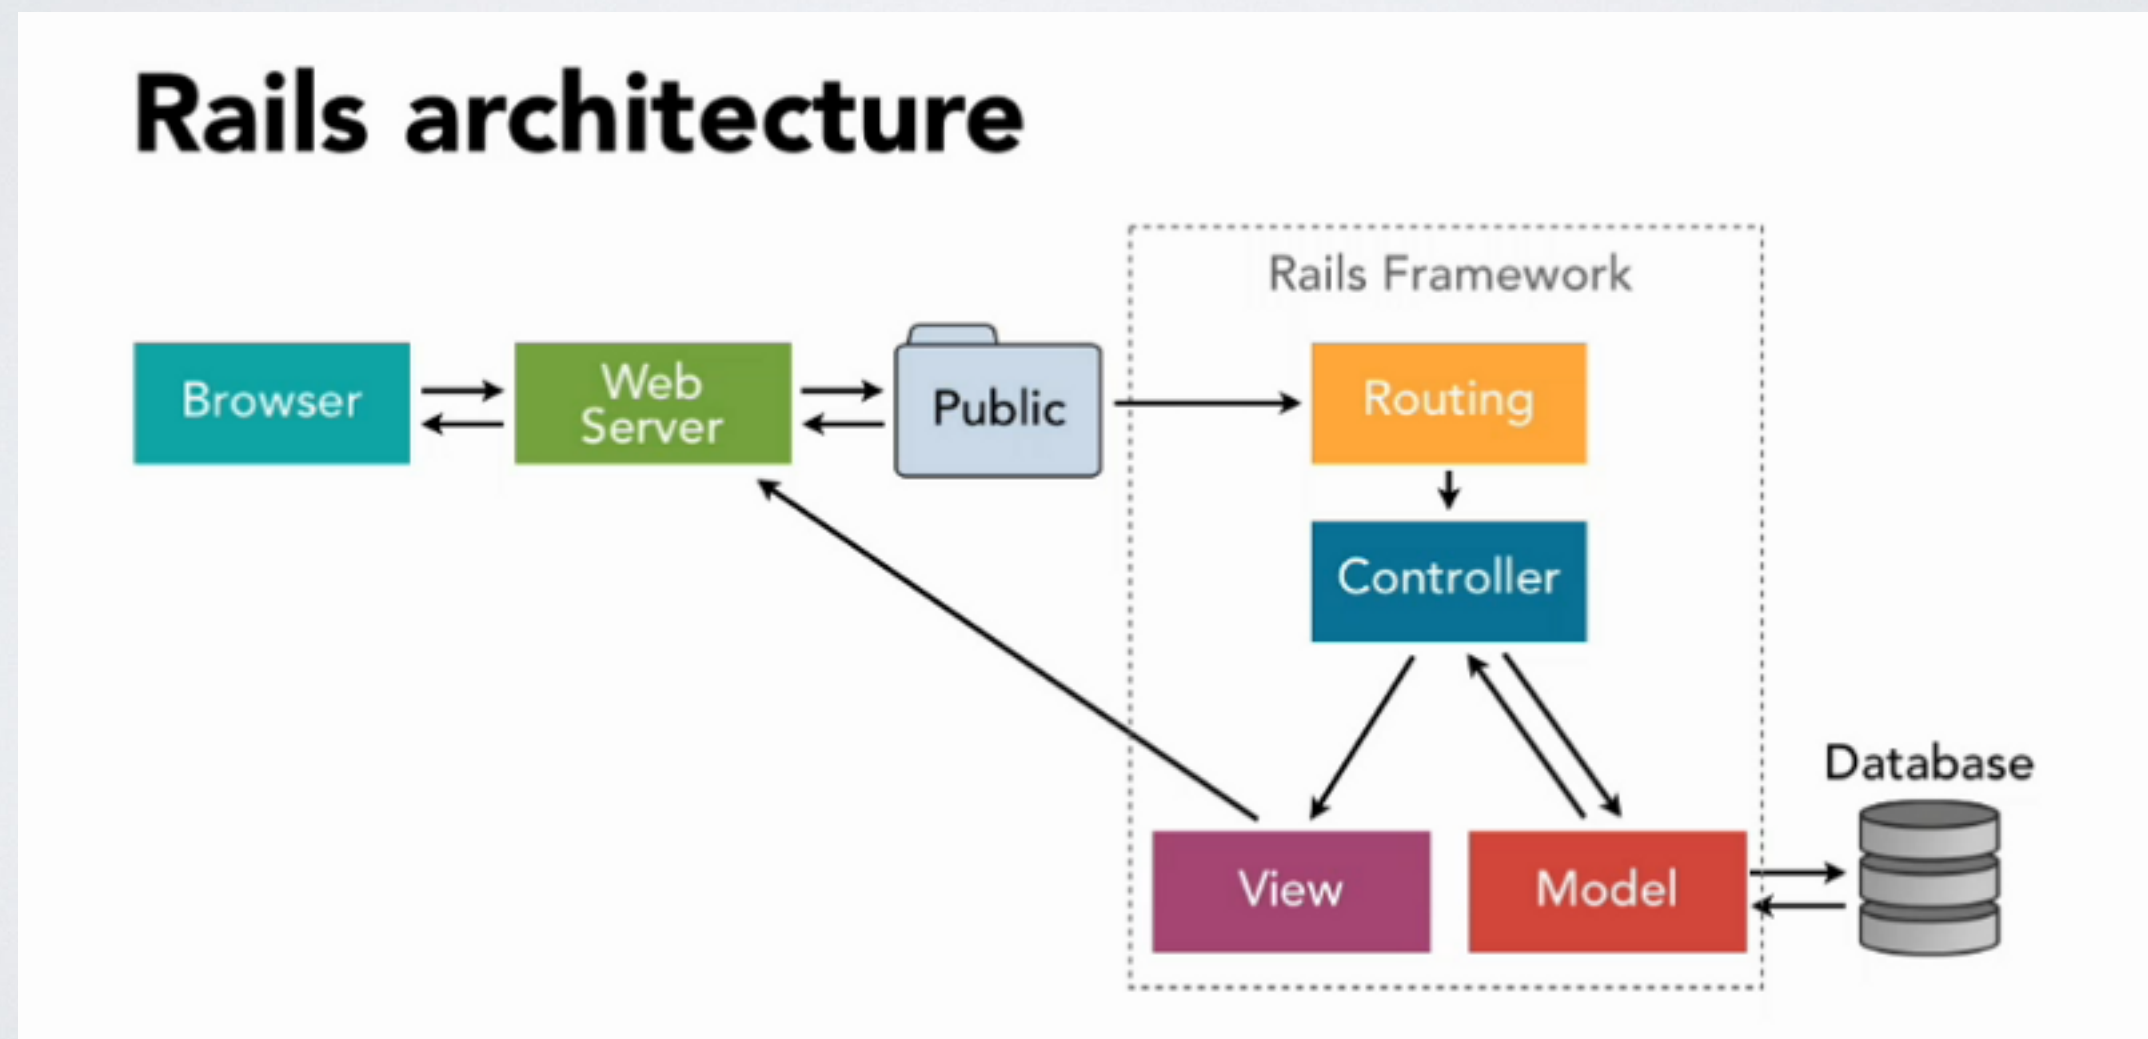 Rails architecture
Rails Framework
Browser
Web
Server
Public
Routing
Controller
Database
View
Model